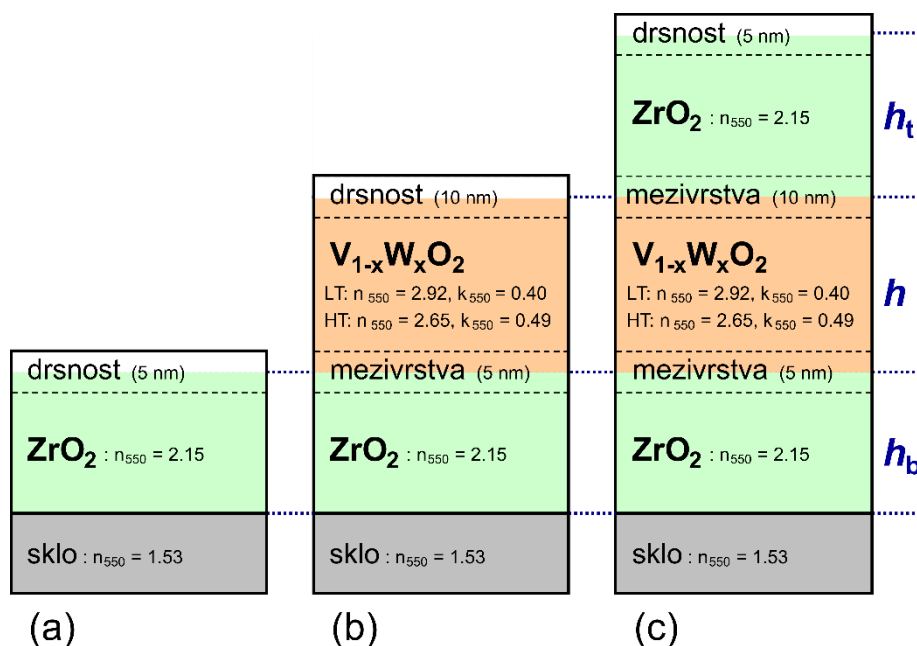 drsnost (5 nm)
ZrO₂ : n₅₅₀ = 2.15
mezivrstva (10 nm)
V₁₋ₓWₓO₂
LT: n₅₅₀ = 2.92, k₅₅₀ = 0.40
HT: n₅₅₀ = 2.65, k₅₅₀ = 0.49
mezivrstva (5 nm)
ZrO₂ : n₅₅₀ = 2.15
sklo : n₅₅₀ = 1.53
(c)
hₜ
h
h_b
drsnost (10 nm)
V₁₋ₓWₓO₂
LT: n₅₅₀ = 2.92, k₅₅₀ = 0.40
HT: n₅₅₀ = 2.65, k₅₅₀ = 0.49
mezivrstva (5 nm)
ZrO₂ : n₅₅₀ = 2.15
sklo : n₅₅₀ = 1.53
(b)
drsnost (5 nm)
ZrO₂ : n₅₅₀ = 2.15
sklo : n₅₅₀ = 1.53
(a)